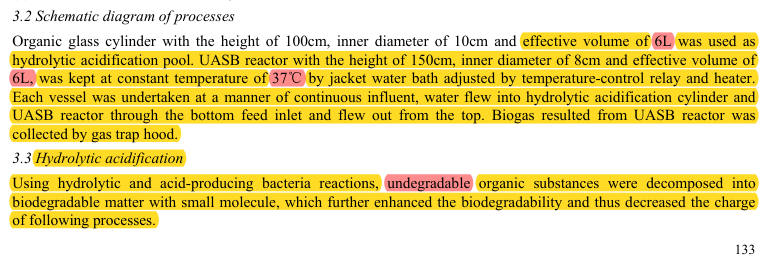 3.2 Schematic diagram of processes
Organic glass cylinder with the height of 100cm, inner diameter of 10cm and effective volume of 6L was used as
hydrolytic acidification pool. UASB reactor with the height of 150cm, inner diameter of 8cm and effective volume of
6L, was kept at constant temperature of 37℃ by jacket water bath adjusted by temperature-control relay and heater.
Each vessel was undertaken at a manner of continuous influent, water flew into hydrolytic acidification cylinder and
UASB reactor through the bottom feed inlet and flew out from the top. Biogas resulted from UASB reactor was
collected by gas trap hood.
3.3 Hydrolytic acidification
Using hydrolytic and acid-producing bacteria reactions, undegradable organic substances were decomposed into
biodegradable matter with small molecule, which further enhanced the biodegradability and thus decreased the charge
of following processes.
133